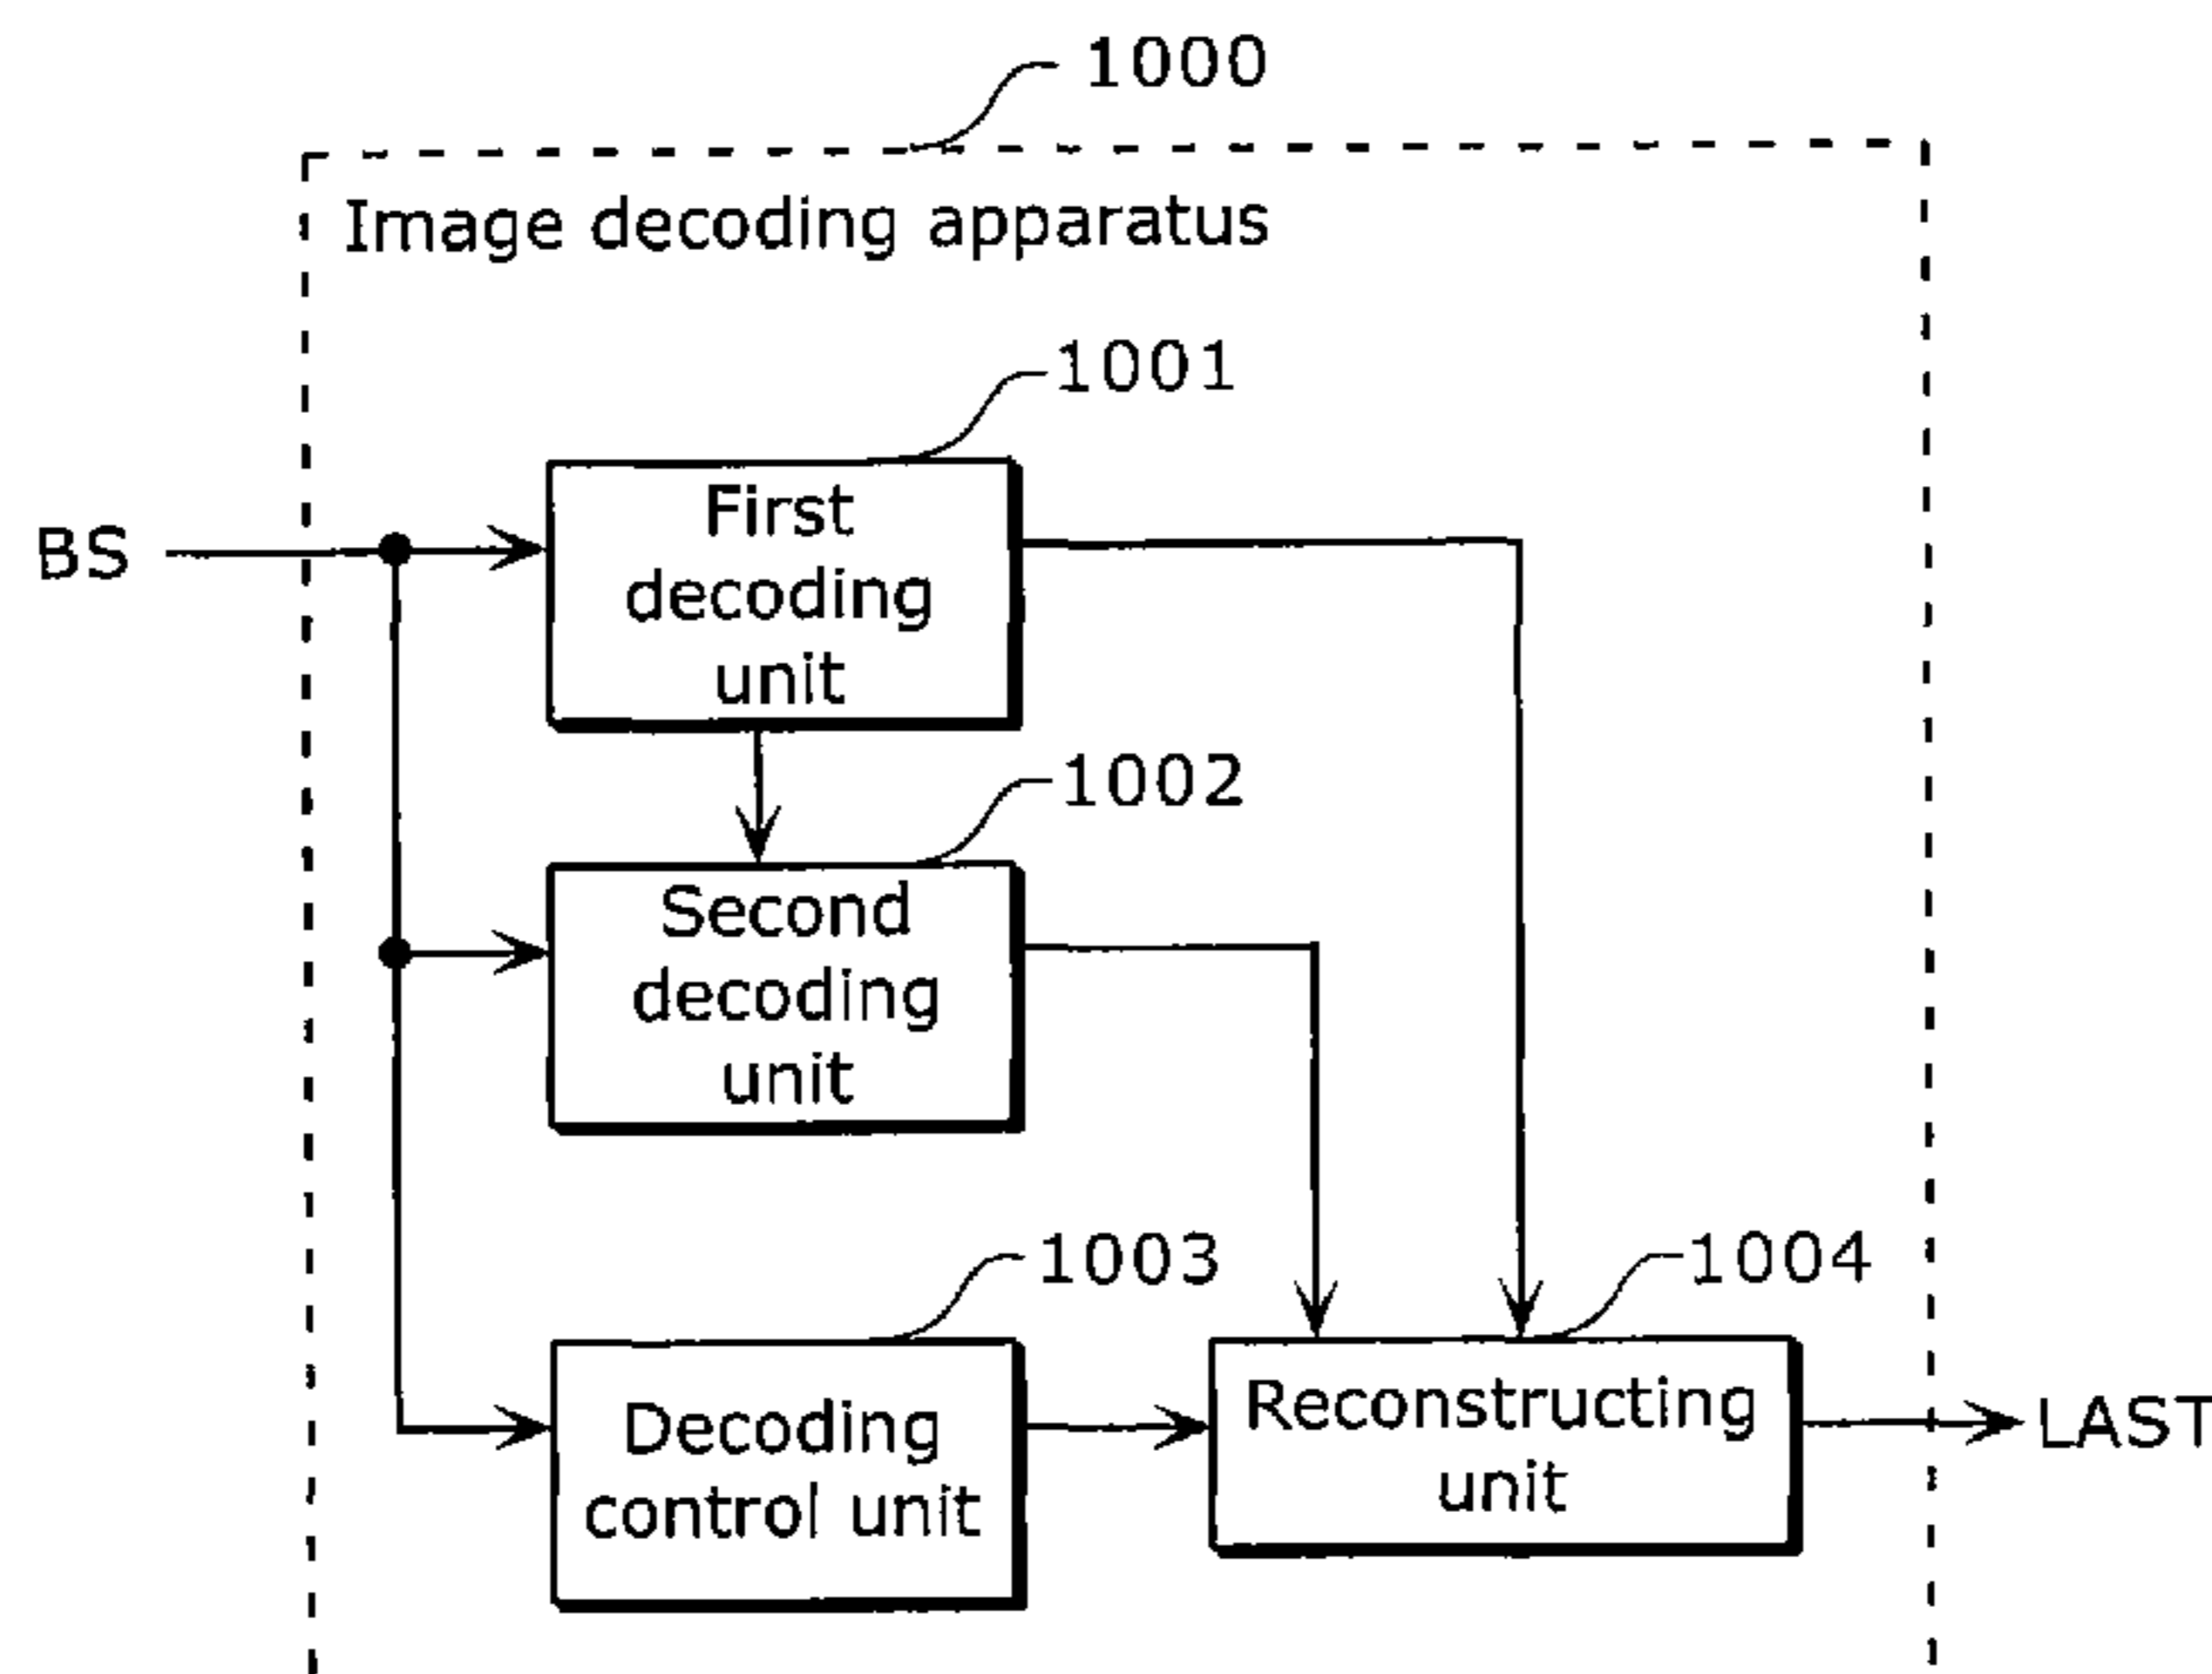 1000
Image decoding apparatus
1001
BS
First
decoding
unit
1002
Second
decoding
unit
1003
1004
Decoding
control unit
Reconstructing
unit
LAST